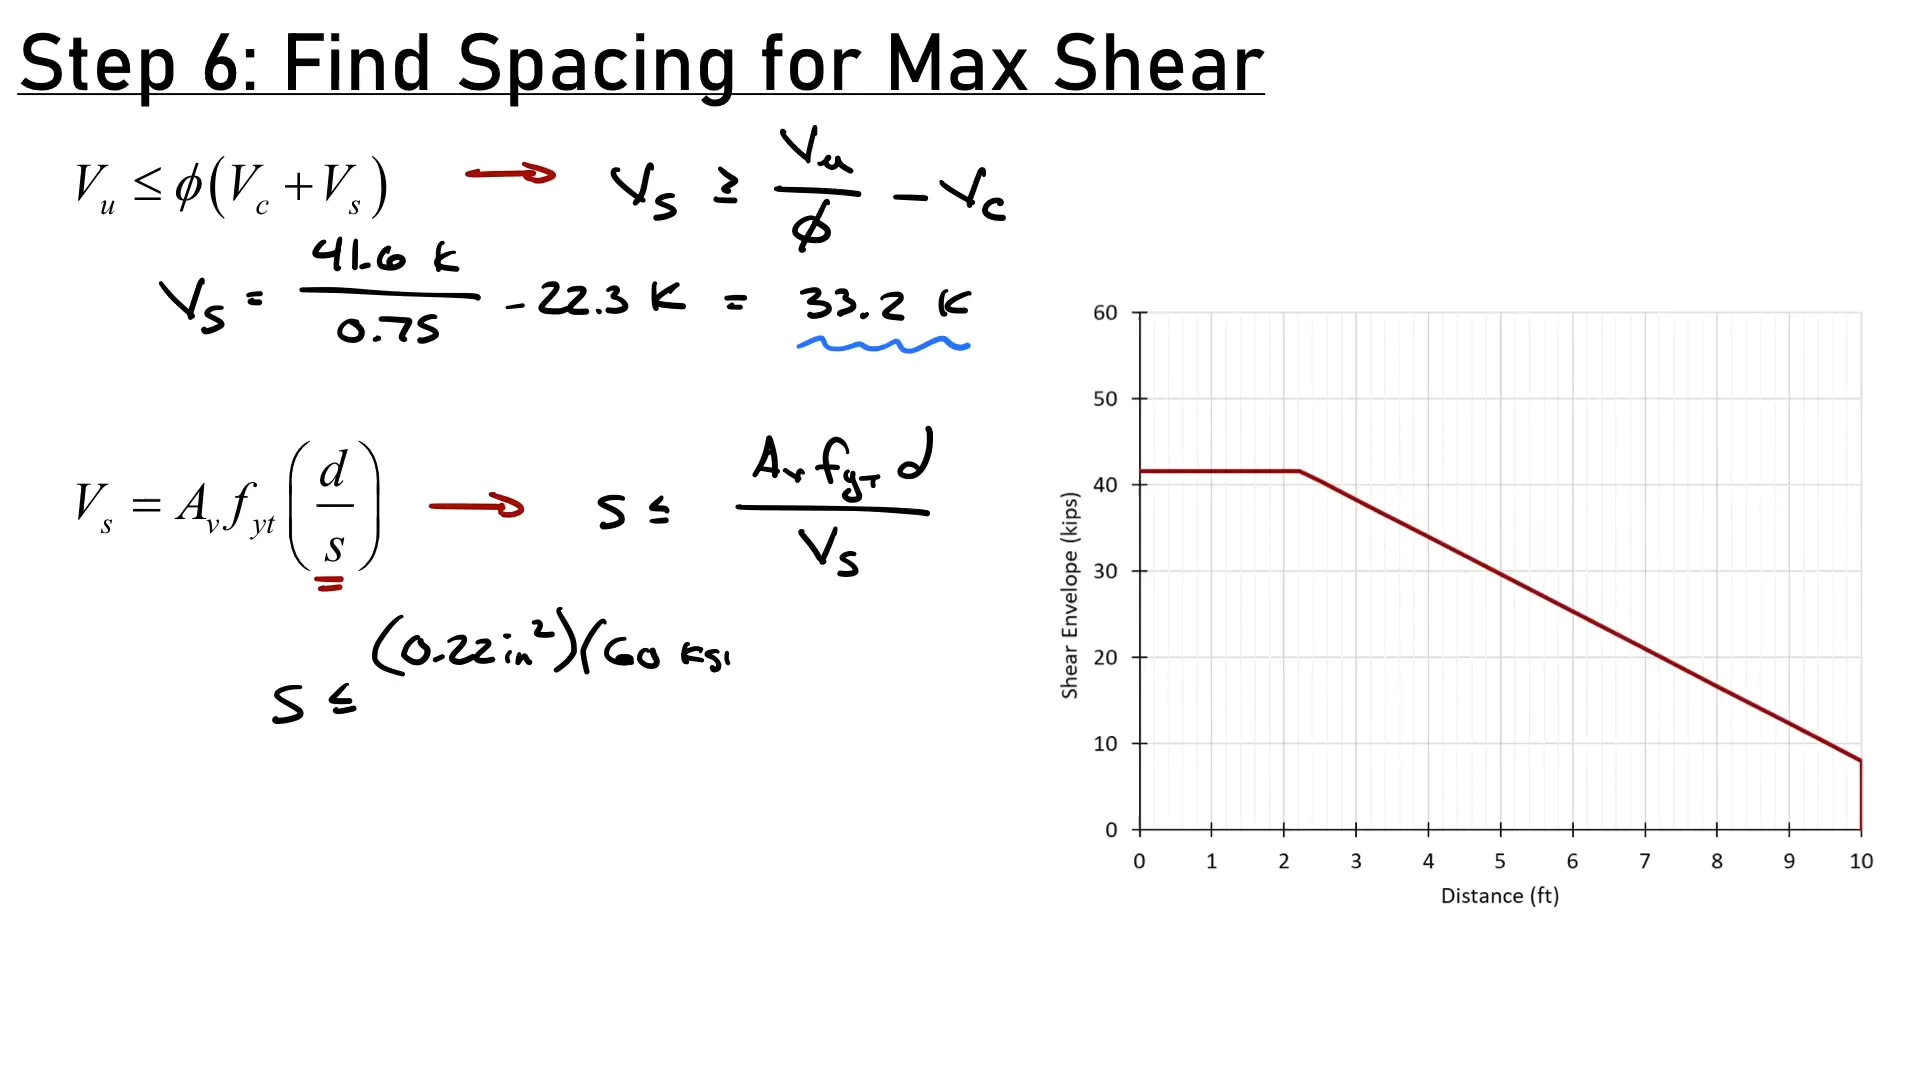 Step 6: Find Spacing for Max Shear
Vu ≤ ϕ(Vc + Vs) → Vs ≥ Vu/ϕ − Vc
Vs = 41.6 k / 0.75 − 22.3 k = 33.2 k
Vs = Av fyt (d/s) → s ≤ Av fyt d / Vs
s ≤ (0.22 in²)(60 ksi
Shear Envelope (kips)
60
50
40
30
20
10
0
0 1 2 3 4 5 6 7 8 9 10
Distance (ft)